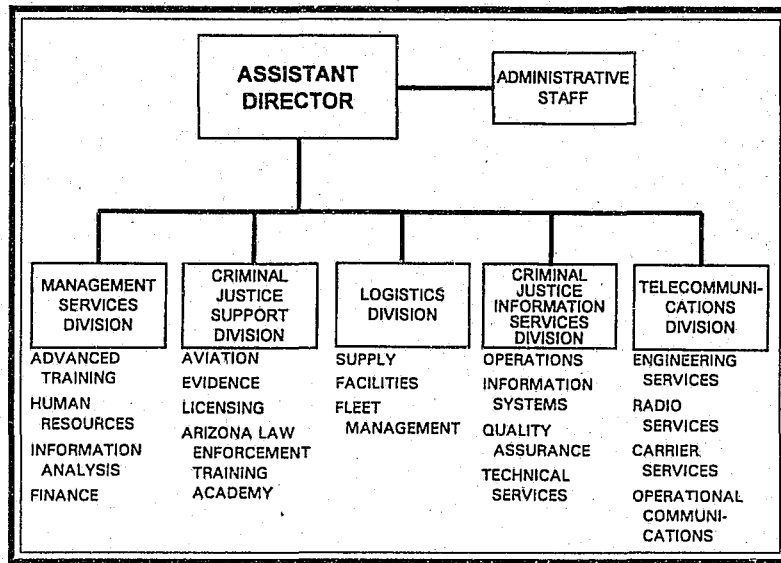 ASSISTANT
DIRECTOR
ADMINISTRATIVE
STAFF
MANAGEMENT
SERVICES
DIVISION
ADVANCED
TRAINING
HUMAN
RESOURCES
INFORMATION
ANALYSIS
FINANCE
CRIMINAL
JUSTICE
SUPPORT
DIVISION
AVIATION
EVIDENCE
LICENSING
ARIZONA LAW
ENFORCEMENT
TRAINING
ACADEMY
LOGISTICS
DIVISION
SUPPLY
FACILITIES
FLEET
MANAGEMENT
CRIMINAL
JUSTICE
INFORMATION
SERVICES
DIVISION
OPERATIONS
INFORMATION
SYSTEMS
QUALITY
ASSURANCE
TECHNICAL
SERVICES
TELECOMMUNI-
CATIONS
DIVISION
ENGINEERING
SERVICES
RADIO
SERVICES
CARRIER
SERVICES
OPERATIONAL
COMMUNI-
CATIONS